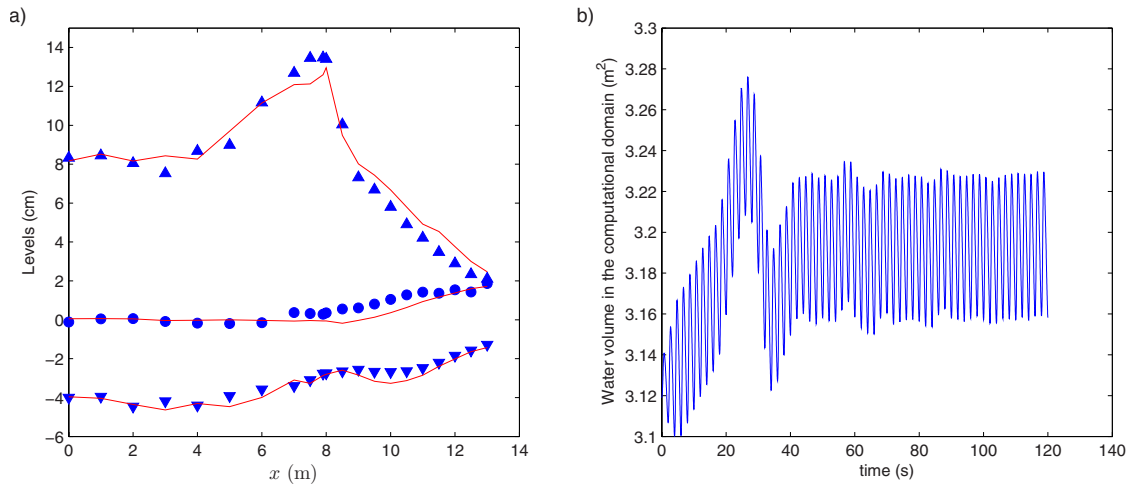 a)
14
12
10
8
6
4
2
0
−2
−4
−6
Levels (cm)
0 2 4 6 8 10 12 14
x (m)
b)
3.3
3.28
3.26
3.24
3.22
3.2
3.18
3.16
3.14
3.12
3.1
Water volume in the computational domain (m²)
0 20 40 60 80 100 120 140
time (s)